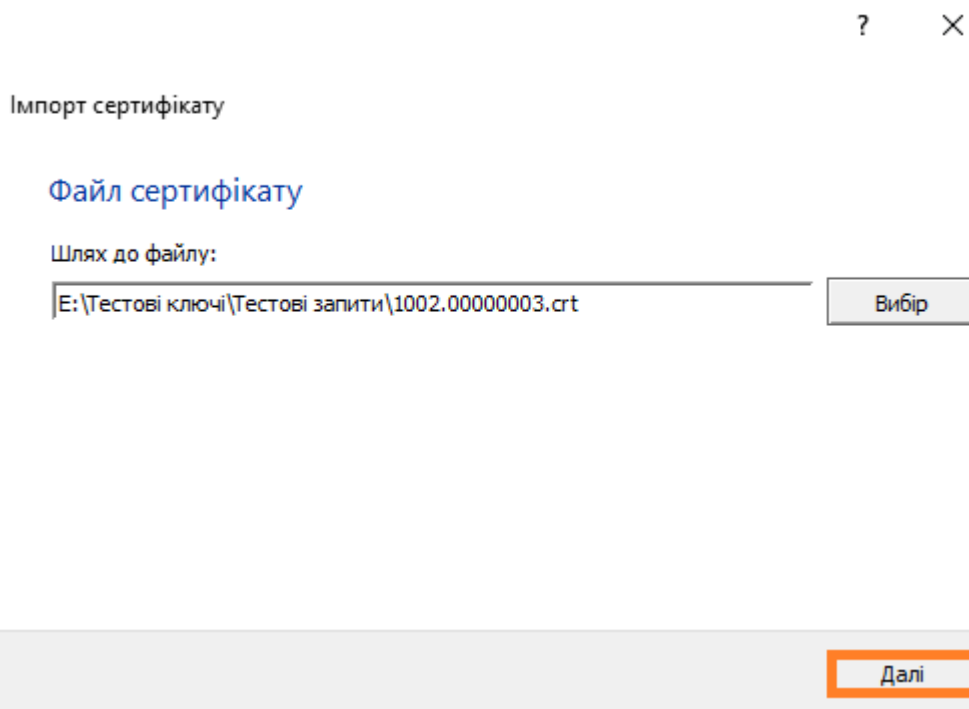 ?
Імпорт сертифікату
Файл сертифікату
Шлях до файлу:
E:\Тестові ключі\Тестові запити\1002.00000003.crt
Вибір
Далі